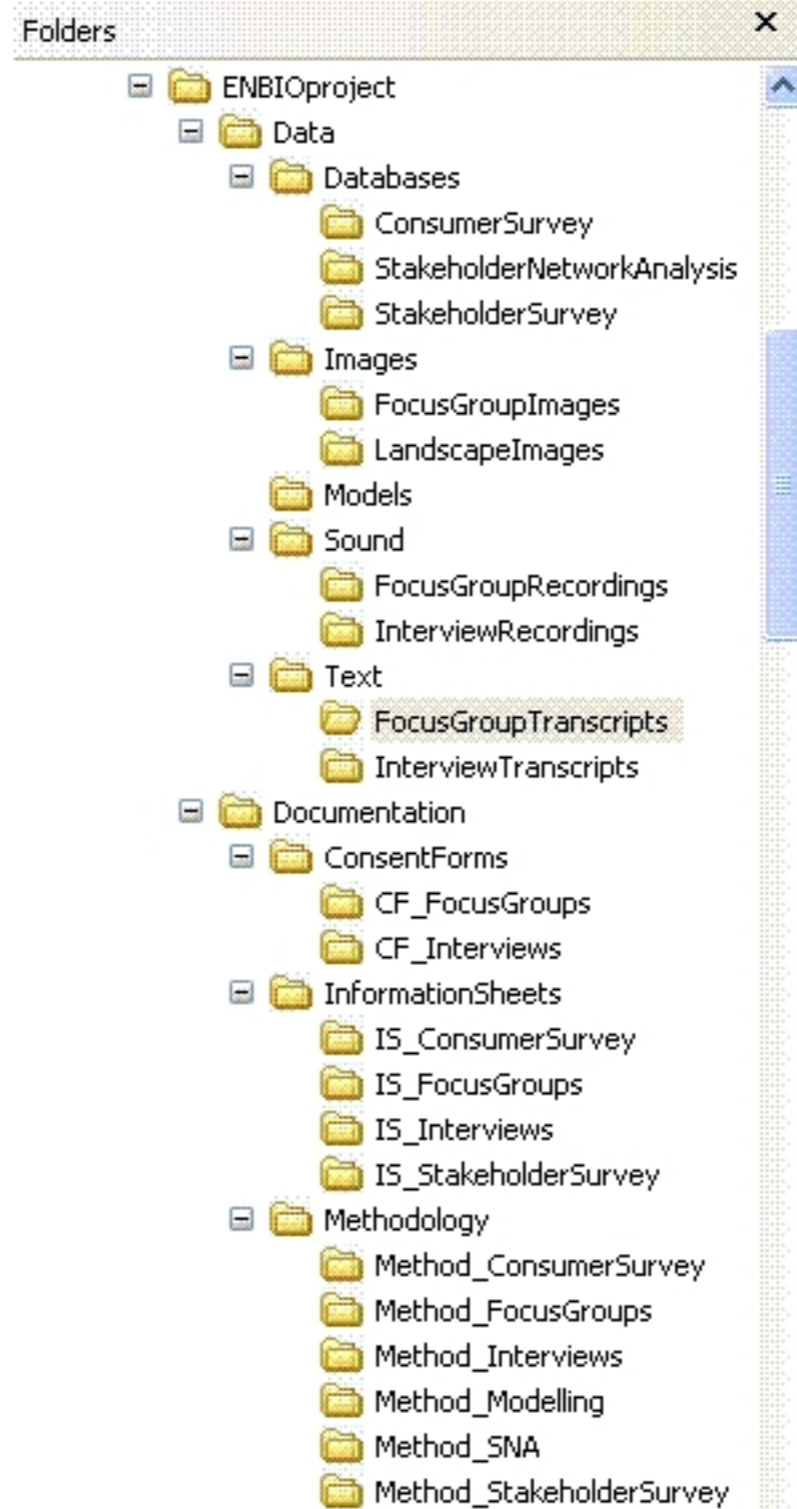 Folders
ENBIOproject
Data
Databases
ConsumerSurvey
StakeholderNetworkAnalysis
StakeholderSurvey
Images
FocusGroupImages
LandscapeImages
Models
Sound
FocusGroupRecordings
InterviewRecordings
Text
FocusGroupTranscripts
InterviewTranscripts
Documentation
ConsentForms
CF_FocusGroups
CF_Interviews
InformationSheets
IS_ConsumerSurvey
IS_FocusGroups
IS_Interviews
IS_StakeholderSurvey
Methodology
Method_ConsumerSurvey
Method_FocusGroups
Method_Interviews
Method_Modelling
Method_SNA
Method_StakeholderSurvey